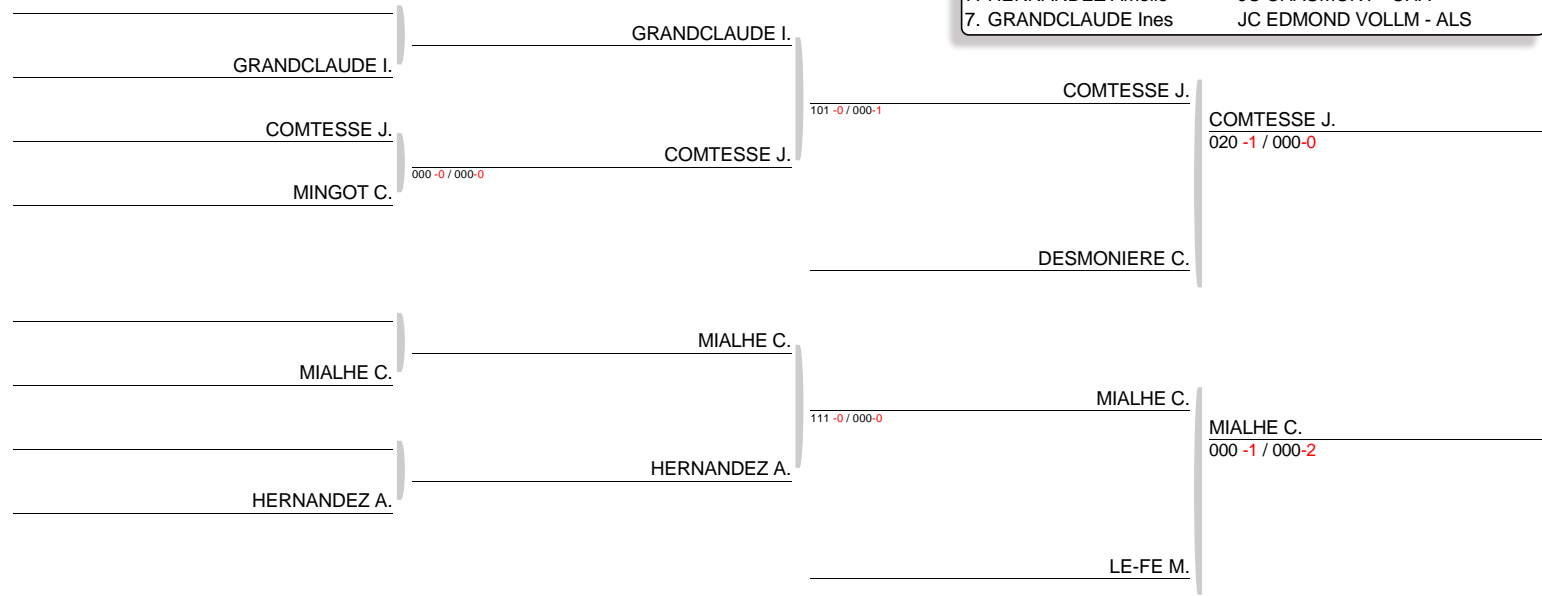 7. GRANDCLAUDE Ines JC EDMOND VOLLM - ALS
GRANDCLAUDE I.
GRANDCLAUDE I.
COMTESSE J.
101 -0 / 000-1
COMTESSE J.
020 -1 / 000-0
COMTESSE J.
COMTESSE J.
000 -0 / 000-0
MINGOT C.
DESMONIERE C.
MIALHE C.
MIALHE C.
MIALHE C.
111 -0 / 000-0
MIALHE C.
000 -1 / 000-2
HERNANDEZ A.
HERNANDEZ A.
LE-FE M.